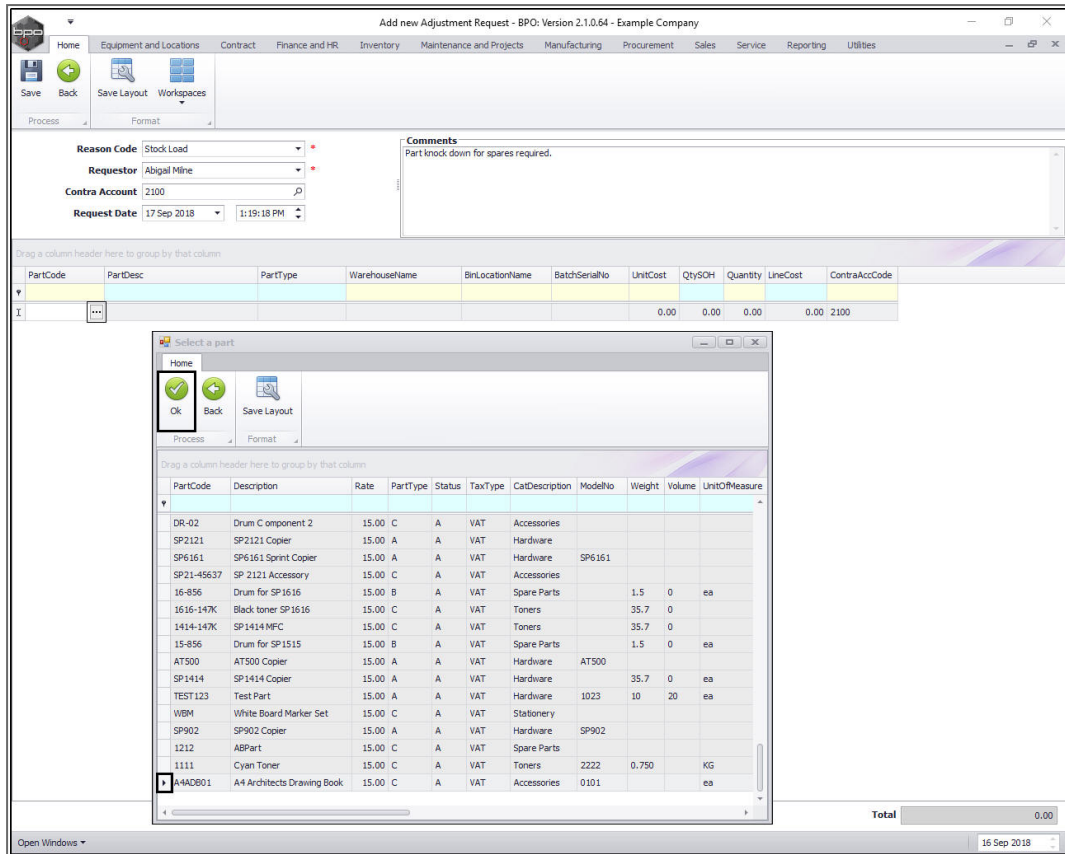 Add new Adjustment Request - BPO: Version 2.1.0.64 - Example Company
bpo
Home Equipment and Locations Contract Finance and HR Inventory Maintenance and Projects Manufacturing Procurement Sales Service Reporting Utilities
Save Back Save Layout Workspaces
Process Format
Reason Code Stock Load *
Requestor Abigail Milne *
Contra Account 2100
Request Date 17 Sep 2018 1:19:18 PM
Comments
Part knock down for spares required.
Drag a column header here to group by that column
PartCode PartDesc PartType WarehouseName BinLocationName BatchSerialNo UnitCost QtySOH Quantity LineCost ContraAccCode
0.00 0.00 0.00 0.00 2100
Select a part
Home
Ok Back Save Layout
Process Format
Drag a column header here to group by that column
PartCode Description Rate PartType Status TaxType CatDescription ModelNo Weight Volume UnitOfMeasure
DR-02 Drum C omponent 2 15.00 C A VAT Accessories
SP2121 SP2121 Copier 15.00 A A VAT Hardware
SP6161 SP6161 Sprint Copier 15.00 A A VAT Hardware SP6161
SP21-45637 SP 2121 Accessory 15.00 C A VAT Accessories
16-856 Drum for SP1616 15.00 B A VAT Spare Parts 1.5 0 ea
1616-147K Black toner SP1616 15.00 C A VAT Toners 35.7 0
1414-147K SP1414 MFC 15.00 C A VAT Toners 35.7 0
15-856 Drum for SP1515 15.00 B A VAT Spare Parts 1.5 0 ea
AT500 AT500 Copier 15.00 A A VAT Hardware AT500
SP1414 SP1414 Copier 15.00 A A VAT Hardware 35.7 0 ea
TEST123 Test Part 15.00 A A VAT Hardware 1023 10 20 ea
WBM White Board Marker Set 15.00 C A VAT Stationery
SP902 SP902 Copier 15.00 A A VAT Hardware SP902
1212 ABPart 15.00 C A VAT Spare Parts
1111 Cyan Toner 15.00 C A VAT Toners 2222 0.750 KG
A4ADB01 A4 Architects Drawing Book 15.00 C A VAT Accessories 0101 ea
Total 0.00
Open Windows 16 Sep 2018